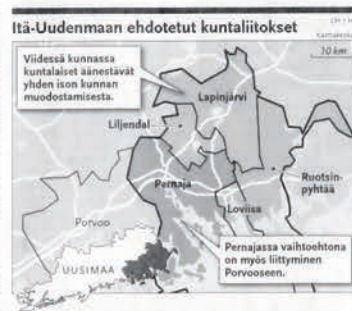 Itä-Uudenmaan ehdotetut kuntaliitokset
10 km
Viidessä kunnassa
kuntalaiset äänestävät
yhden ison kunnan
muodostamisesta.
Lapinjärvi
Liljendal
Ruotsin-
pyhtää
Pernaja
Loviisa
Porvoo
Pernajassa vaihtoehtona
on myös liittyminen
Porvooseen.
UUSIMAA